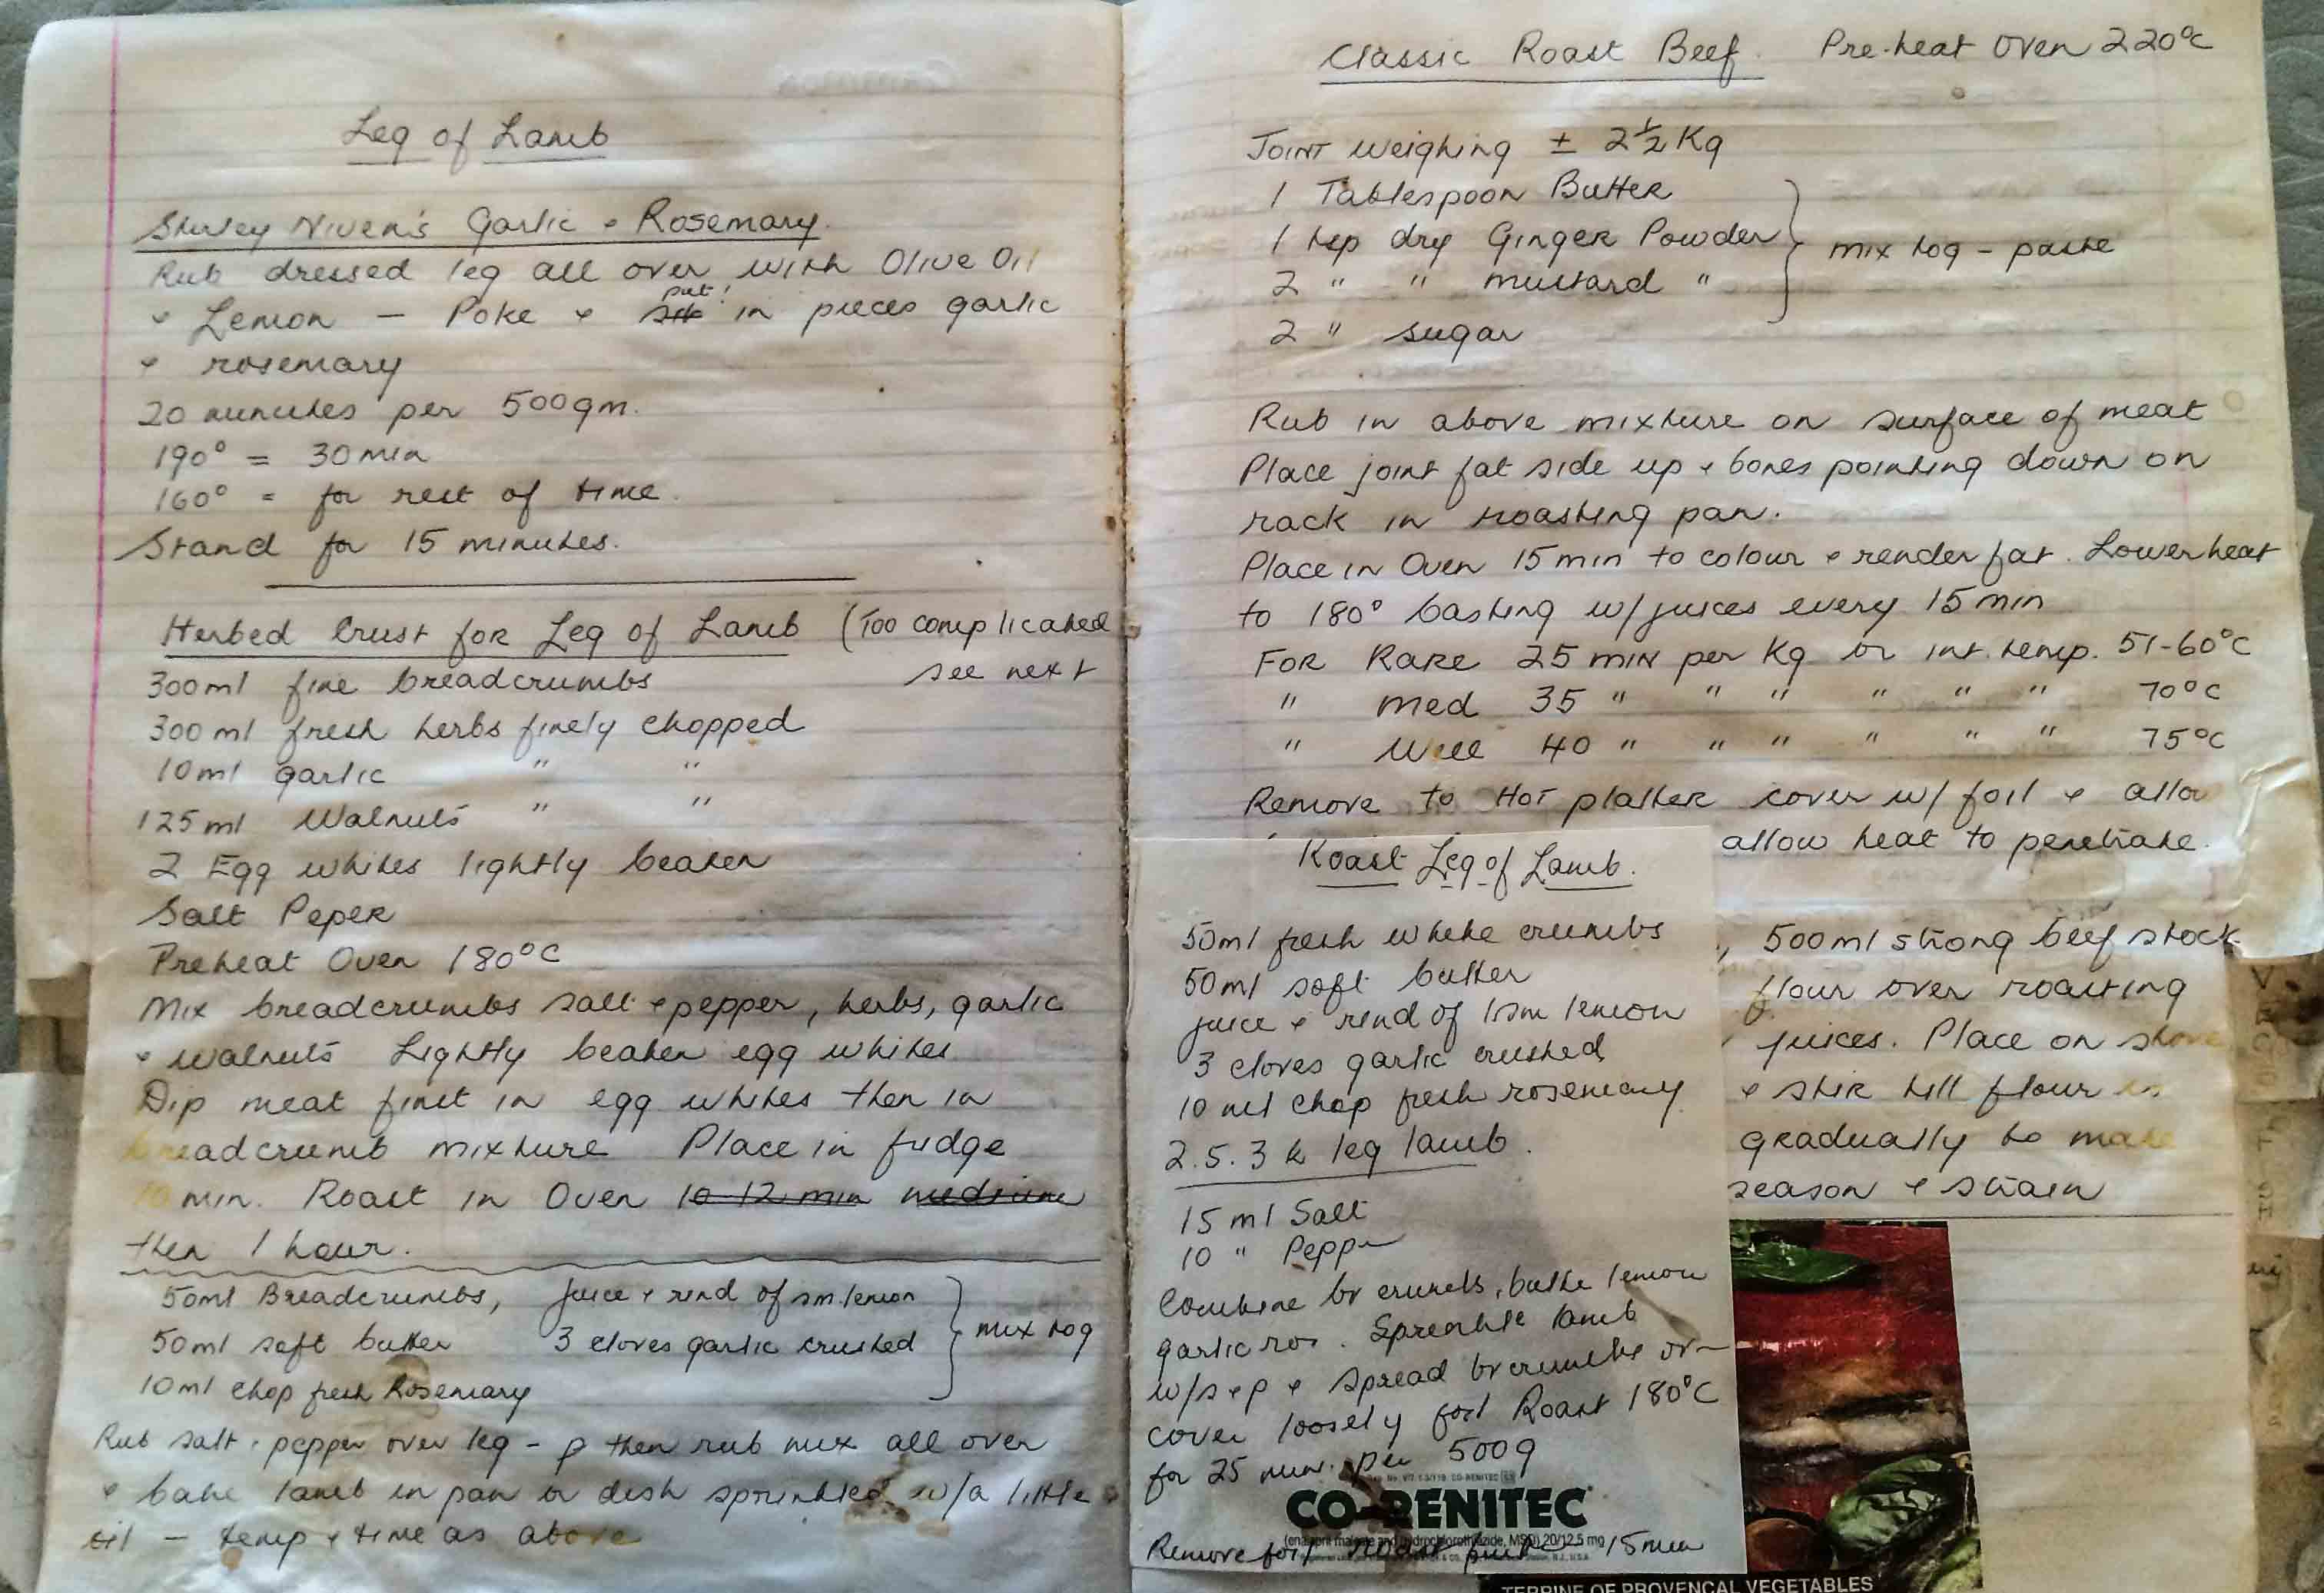 Leg of Lamb
Shirley Niven's Garlic & Rosemary.
Rub dressed leg all over with Olive Oil
& Lemon — Poke & put in pieces garlic
& rosemary
20 minutes per 500gm.
190° = 30 min
160° = for rest of time.
Stand for 15 minutes.
Herbed Crust for Leg of Lamb (Too complicated
see next
300ml fine breadcrumbs
300ml fresh herbs finely chopped
10ml garlic " "
125ml Walnuts " "
2 Egg whites lightly beaten
Salt Peper
Preheat Oven 180°C
Mix breadcrumbs salt & pepper, herbs, garlic
& walnuts Lightly beaten egg whites
Dip meat first in egg whites then in
breadcrumb mixture Place in fridge
10 min. Roast in Oven 10-12 min medium
then 1 hour.
50ml Breadcrumbs, juice & rind of sm. lemon
50ml soft butter 3 cloves garlic crushed } mix tog
10ml chop fresh Rosemary
Rub salt & pepper over leg - & then rub mix all over
& bake lamb in pan or dish sprinkled w/a little
oil — temp & time as above
Classic Roast Beef. Pre-heat Oven 220°C
Joint weighing ± 2½ Kg
1 Tablespoon Butter
1 tsp dry Ginger Powder } mix tog - paste
2 " " mustard "
2 " sugar
Rub in above mixture on surface of meat
Place joint fat side up & bones pointing down on
rack in roasting pan.
Place in Oven 15 min to colour & render fat. Lower heat
to 180° basting w/juices every 15 min
For Rare 25 min per Kg or int. temp. 51-60°C
" Med 35 " " " " " " 70°C
" Well 40 " " " " " " 75°C
Remove to Hot platter cover w/ foil & allo
allow heat to penetrate.
, 500ml strong beef stock
flour over roasting
juices. Place on stove
& stir till flour is
gradually to make
season & strain
Roast Leg of Lamb.
50ml fresh white crumbs
50ml soft butter
juice & rind of 1 sm lemon
3 cloves garlic crushed
10 ml chop fresh rosemary
2.5.3 k leg lamb.
15 ml Salt
10 " Pepper
Combine br crumbs, butte lemon
garlic ros. Sprenkle lamb
w/s & p & spread br crumbs ov
cover loosely foil Roast 180°C
for 25 min. per 500g
CO-RENITEC
(enalapril maleate and hydrochlorothiazide, MSD) 20/12.5 mg
Remove foil roast 15 min
TERRINE OF PROVENCAL VEGETABLES